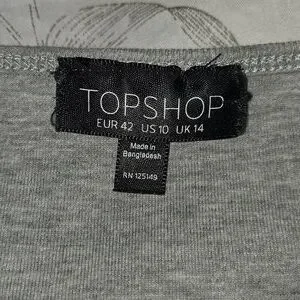 TOPSHOP
EUR 42 US 10 UK 14
Made in
Bangladesh
RN 125149